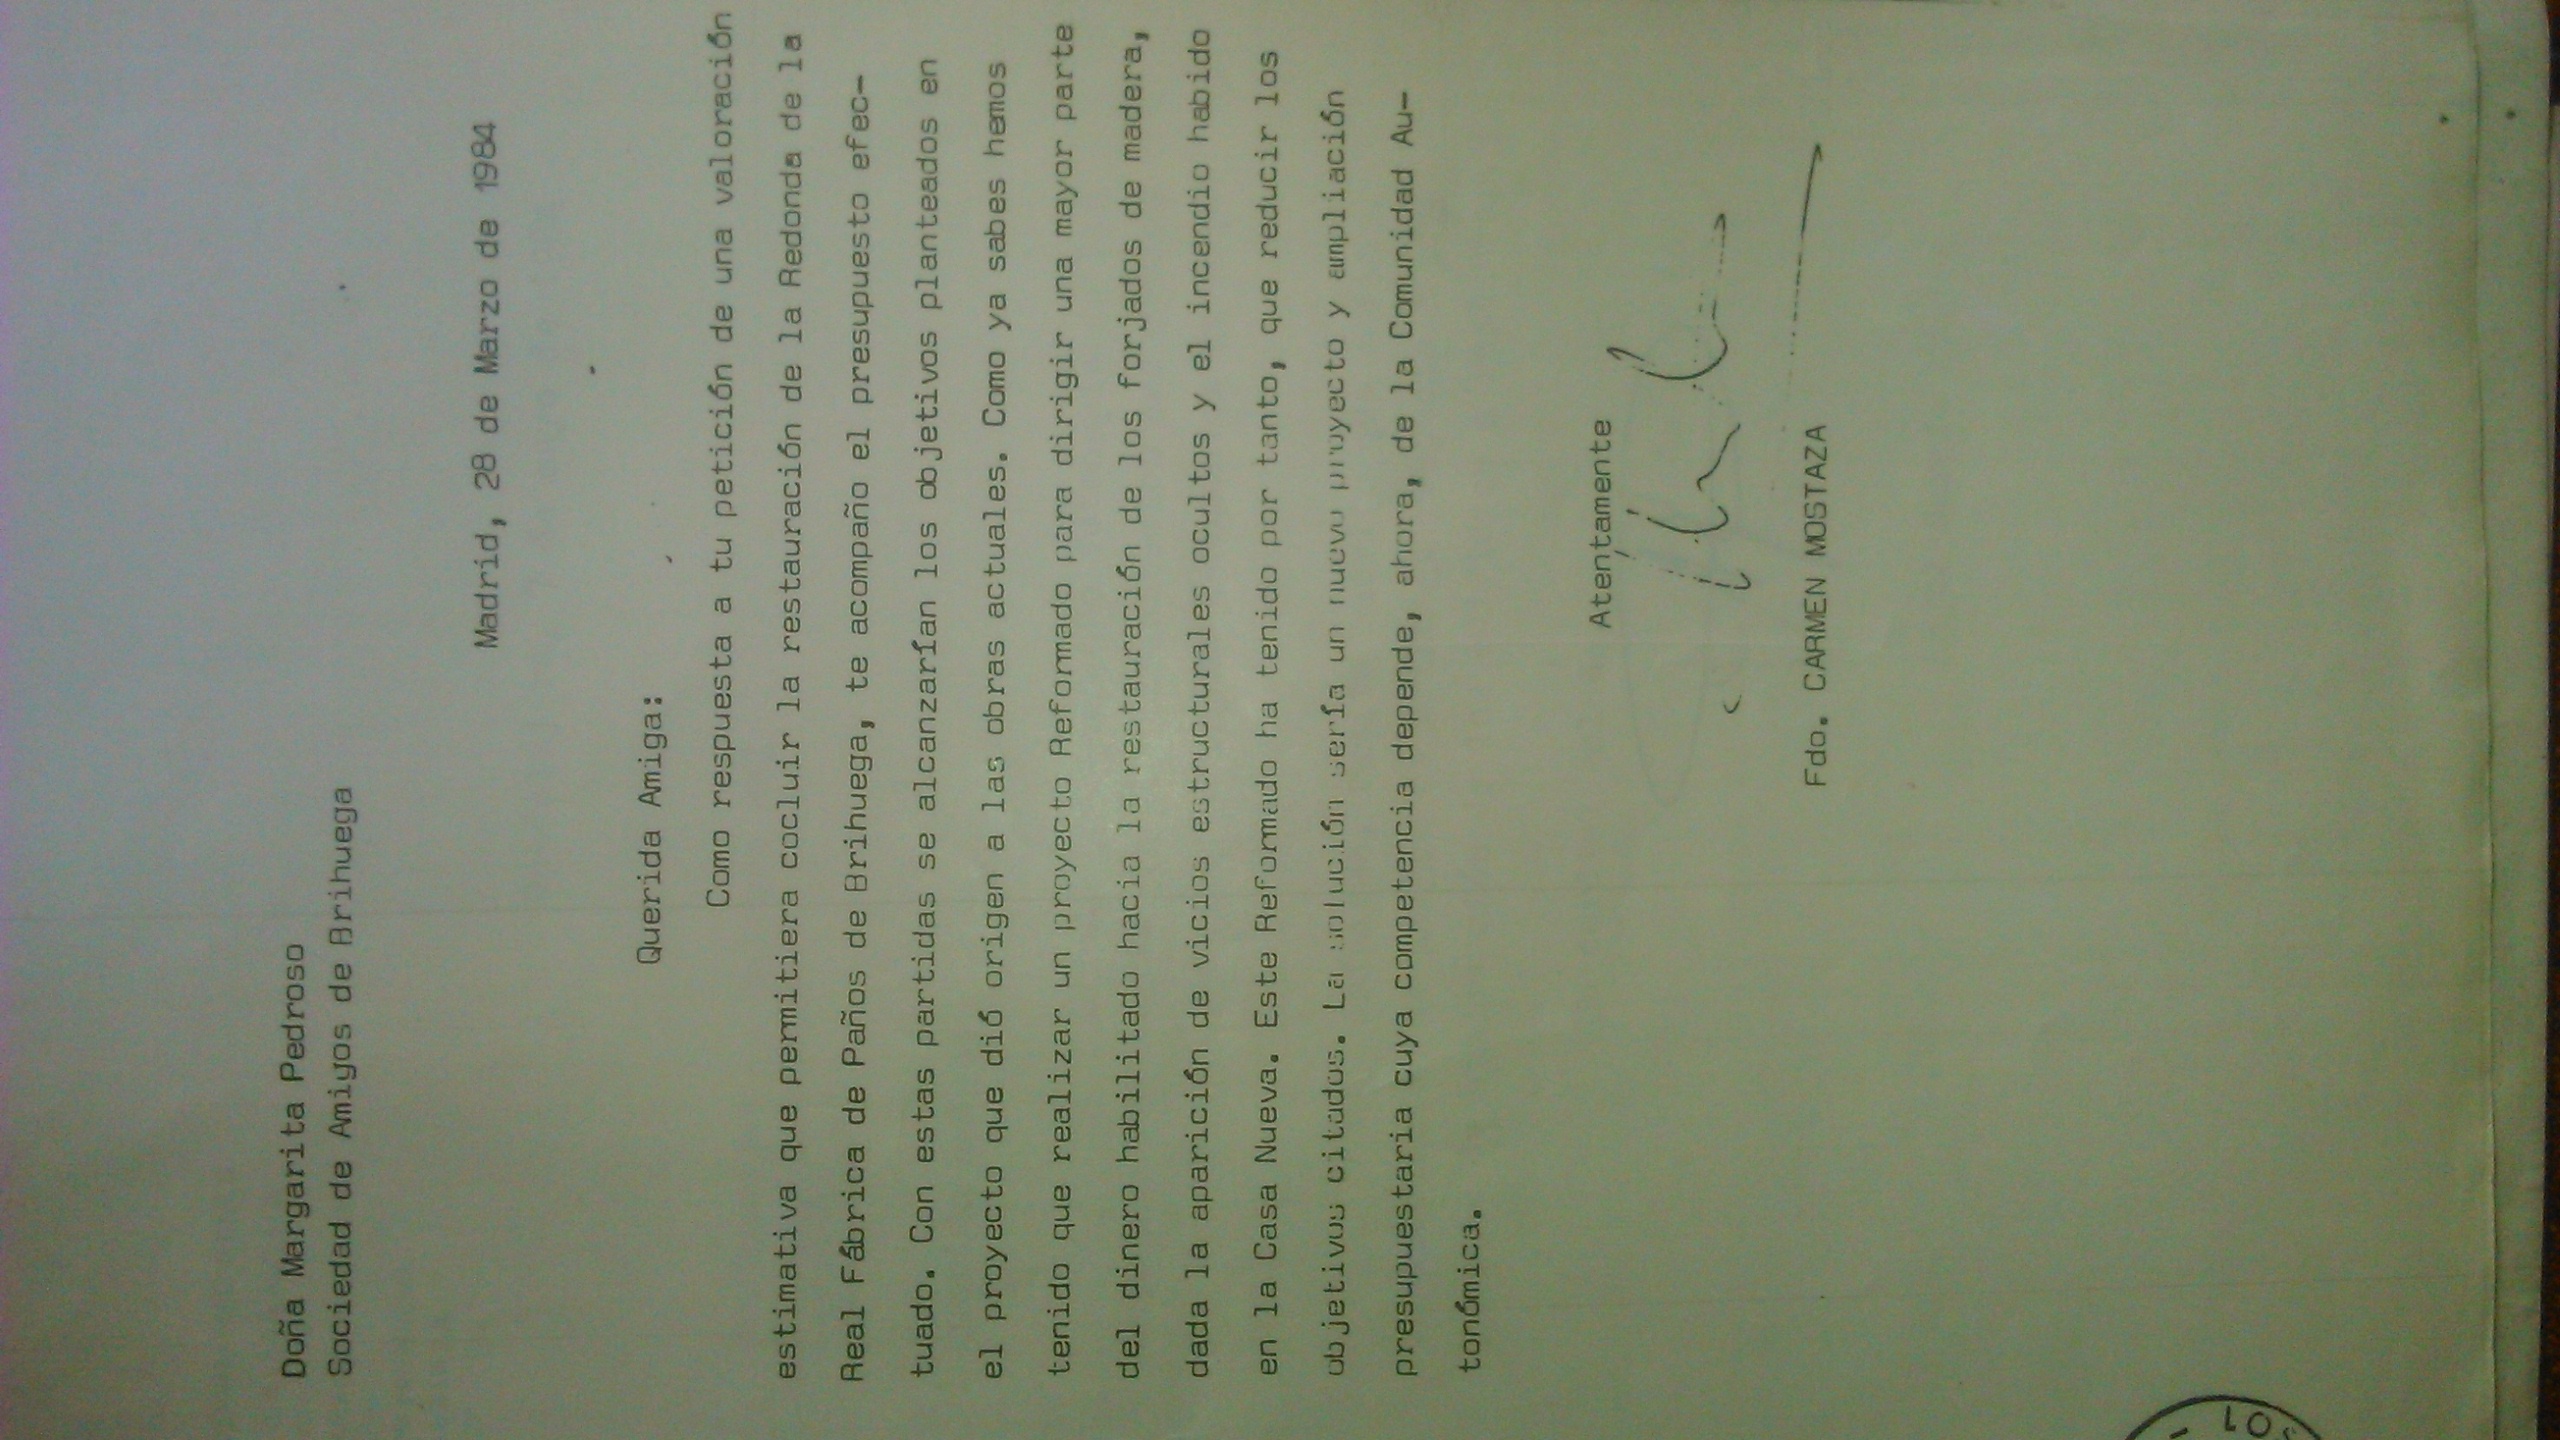 Doña Margarita Pedroso
Sociedad de Amigos de Brihuega
Madrid, 28 de Marzo de 1984
Querida Amiga:
Como respuesta a tu petición de una valoración
estimativa que permitiera cocluir la restauración de la Redonda de la
Real Fábrica de Paños de Brihuega, te acompaño el presupuesto efec-
tuado. Con estas partidas se alcanzarían los objetivos planteados en
el proyecto que dió origen a las obras actuales. Como ya sabes hemos
tenido que realizar un proyecto Reformado para dirigir una mayor parte
del dinero habilitado hacia la restauración de los forjados de madera,
dada la aparición de vicios estructurales ocultos y el incendio habido
en la Casa Nueva. Este Reformado ha tenido por tanto, que reducir los
objetivos citados. La solución sería un nuevo proyecto y ampliación
presupuestaria cuya competencia depende, ahora, de la Comunidad Au-
tonómica.
Atentamente
Fdo. CARMEN MOSTAZA